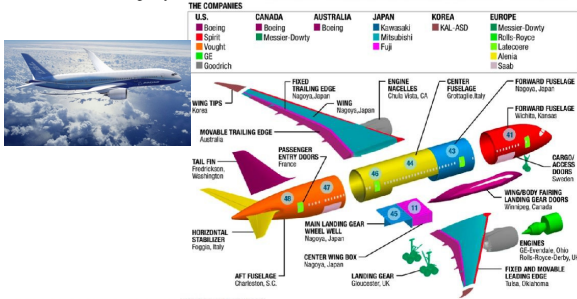 THE COMPANIES
U.S.
Boeing
Spirit
Vought
GE
Goodrich
CANADA
Boeing
Messier-Dowty
AUSTRALIA
Boeing
JAPAN
Kawasaki
Mitsubishi
Fuji
KOREA
KAL-ASD
EUROPE
Messier-Dowty
Rolls-Royce
Latecoere
Alenia
Saab
WING TIPS
Korea
FIXED
TRAILING EDGE
Nagoya, Japan
WING
Nagoya, Japan
ENGINE
NACELLES
Chula Vista, CA
CENTER
FUSELAGE
Grottaglie, Italy
FORWARD FUSELAGE
Nagoya, Japan
FORWARD FUSELAGE
Wichita, Kansas
MOVABLE TRAILING EDGE
Australia
PASSENGER
ENTRY DOORS
France
TAIL FIN
Fredrickson,
Washington
41
43
44
46
47
48
45
11
CARGO/
ACCESS
DOORS
Sweden
WING/BODY FAIRING
LANDING GEAR DOORS
Winnipeg, Canada
HORIZONTAL
STABILIZER
Foggia, Italy
MAIN LANDING GEAR
WHEEL WELL
Nagoya, Japan
CENTER WING BOX
Nagoya, Japan
AFT FUSELAGE
Charleston, S.C.
LANDING GEAR
Gloucester, UK
ENGINES
GE-Evendale, Ohio
Rolls-Royce-Derby, UK
FIXED AND MOVABLE
LEADING EDGE
Tulsa, Oklahoma